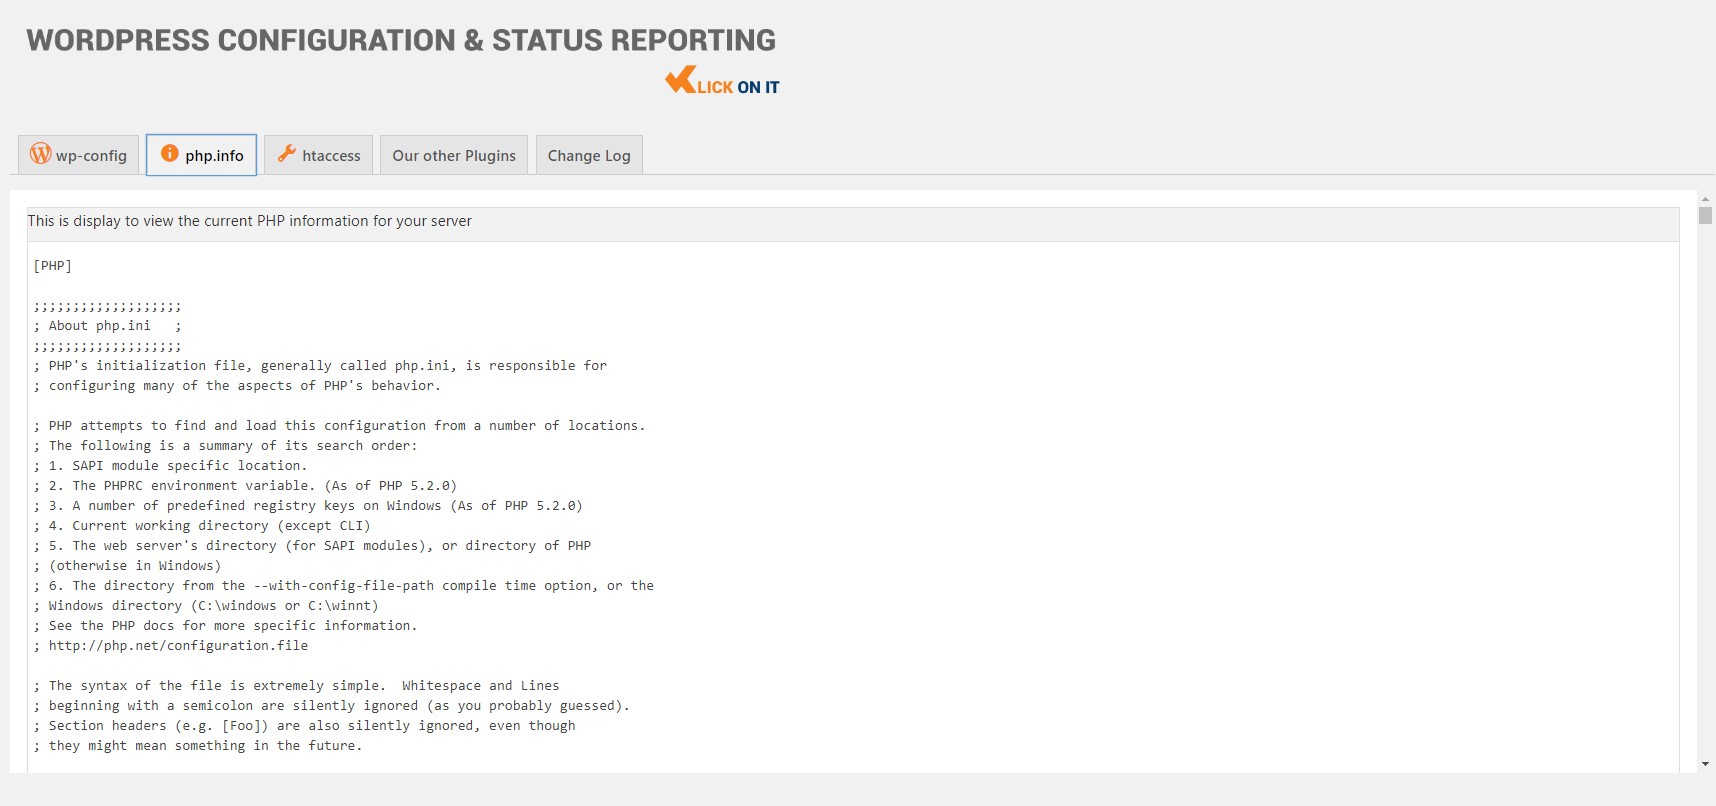 WORDPRESS CONFIGURATION & STATUS REPORTING
KLICK ON IT
wp-config php.info htaccess Our other Plugins Change Log
This is display to view the current PHP information for your server
[PHP]
;;;;;;;;;;;;;;;;;;;
; About php.ini   ;
;;;;;;;;;;;;;;;;;;;
; PHP's initialization file, generally called php.ini, is responsible for
; configuring many of the aspects of PHP's behavior.
; PHP attempts to find and load this configuration from a number of locations.
; The following is a summary of its search order:
; 1. SAPI module specific location.
; 2. The PHPRC environment variable. (As of PHP 5.2.0)
; 3. A number of predefined registry keys on Windows (As of PHP 5.2.0)
; 4. Current working directory (except CLI)
; 5. The web server's directory (for SAPI modules), or directory of PHP
; (otherwise in Windows)
; 6. The directory from the --with-config-file-path compile time option, or the
; Windows directory (C:\windows or C:\winnt)
; See the PHP docs for more specific information.
; http://php.net/configuration.file
; The syntax of the file is extremely simple.  Whitespace and Lines
; beginning with a semicolon are silently ignored (as you probably guessed).
; Section headers (e.g. [Foo]) are also silently ignored, even though
; they might mean something in the future.